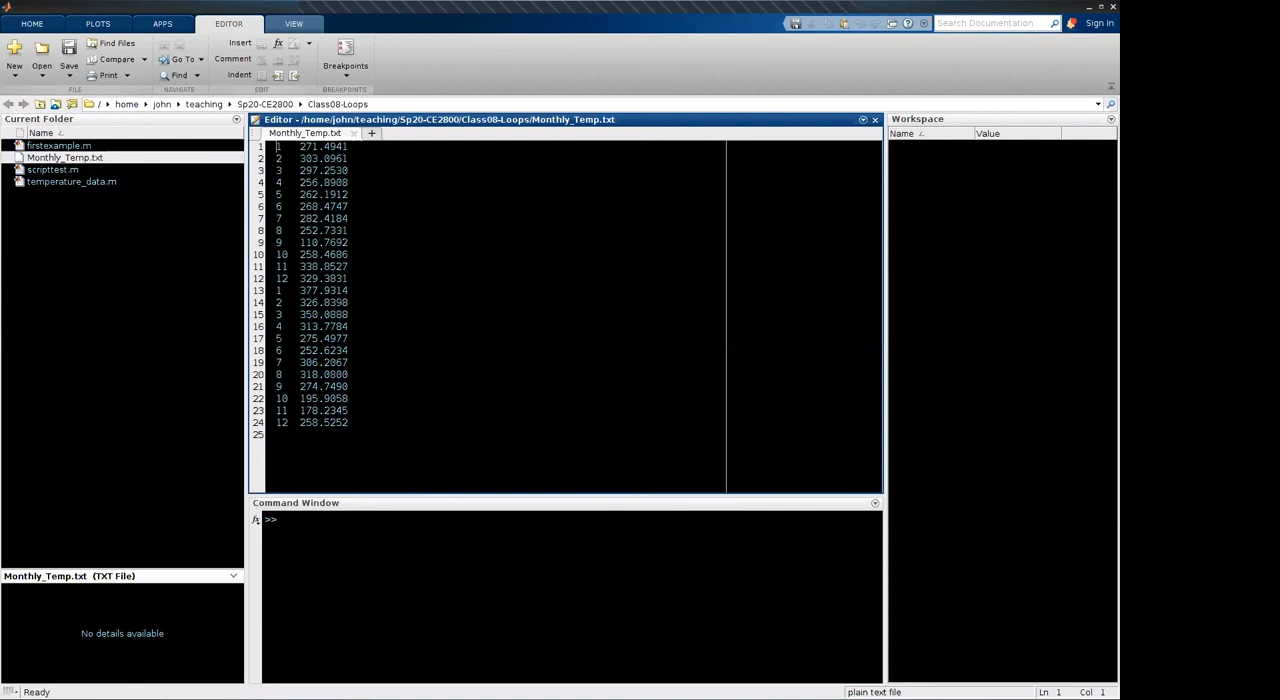 HOME PLOTS APPS EDITOR VIEW
Search Documentation Sign In
New Open Save Find Files Compare Print Go To Find Insert Comment Indent Breakpoints
FILE NAVIGATE EDIT BREAKPOINTS
/ home john teaching Sp20-CE2800 Class08-Loops
Current Folder
Name
firstexample.m
Monthly_Temp.txt
scripttest.m
temperature_data.m
Monthly_Temp.txt (TXT File)
No details available
Editor - /home/john/teaching/Sp20-CE2800/Class08-Loops/Monthly_Temp.txt
Monthly_Temp.txt
1 1 271.4941
2 2 303.0961
3 3 297.2530
4 4 256.8908
5 5 262.1912
6 6 268.4747
7 7 282.4184
8 8 252.7331
9 9 110.7692
10 10 258.4686
11 11 338.8527
12 12 329.3831
13 1 377.9314
14 2 326.8398
15 3 350.0888
16 4 313.7784
17 5 275.4977
18 6 252.6234
19 7 306.2067
20 8 318.0800
21 9 274.7490
22 10 195.9058
23 11 178.2345
24 12 258.5252
25
Command Window
fx >>
Workspace
Name Value
Ready plain text file Ln 1 Col 1